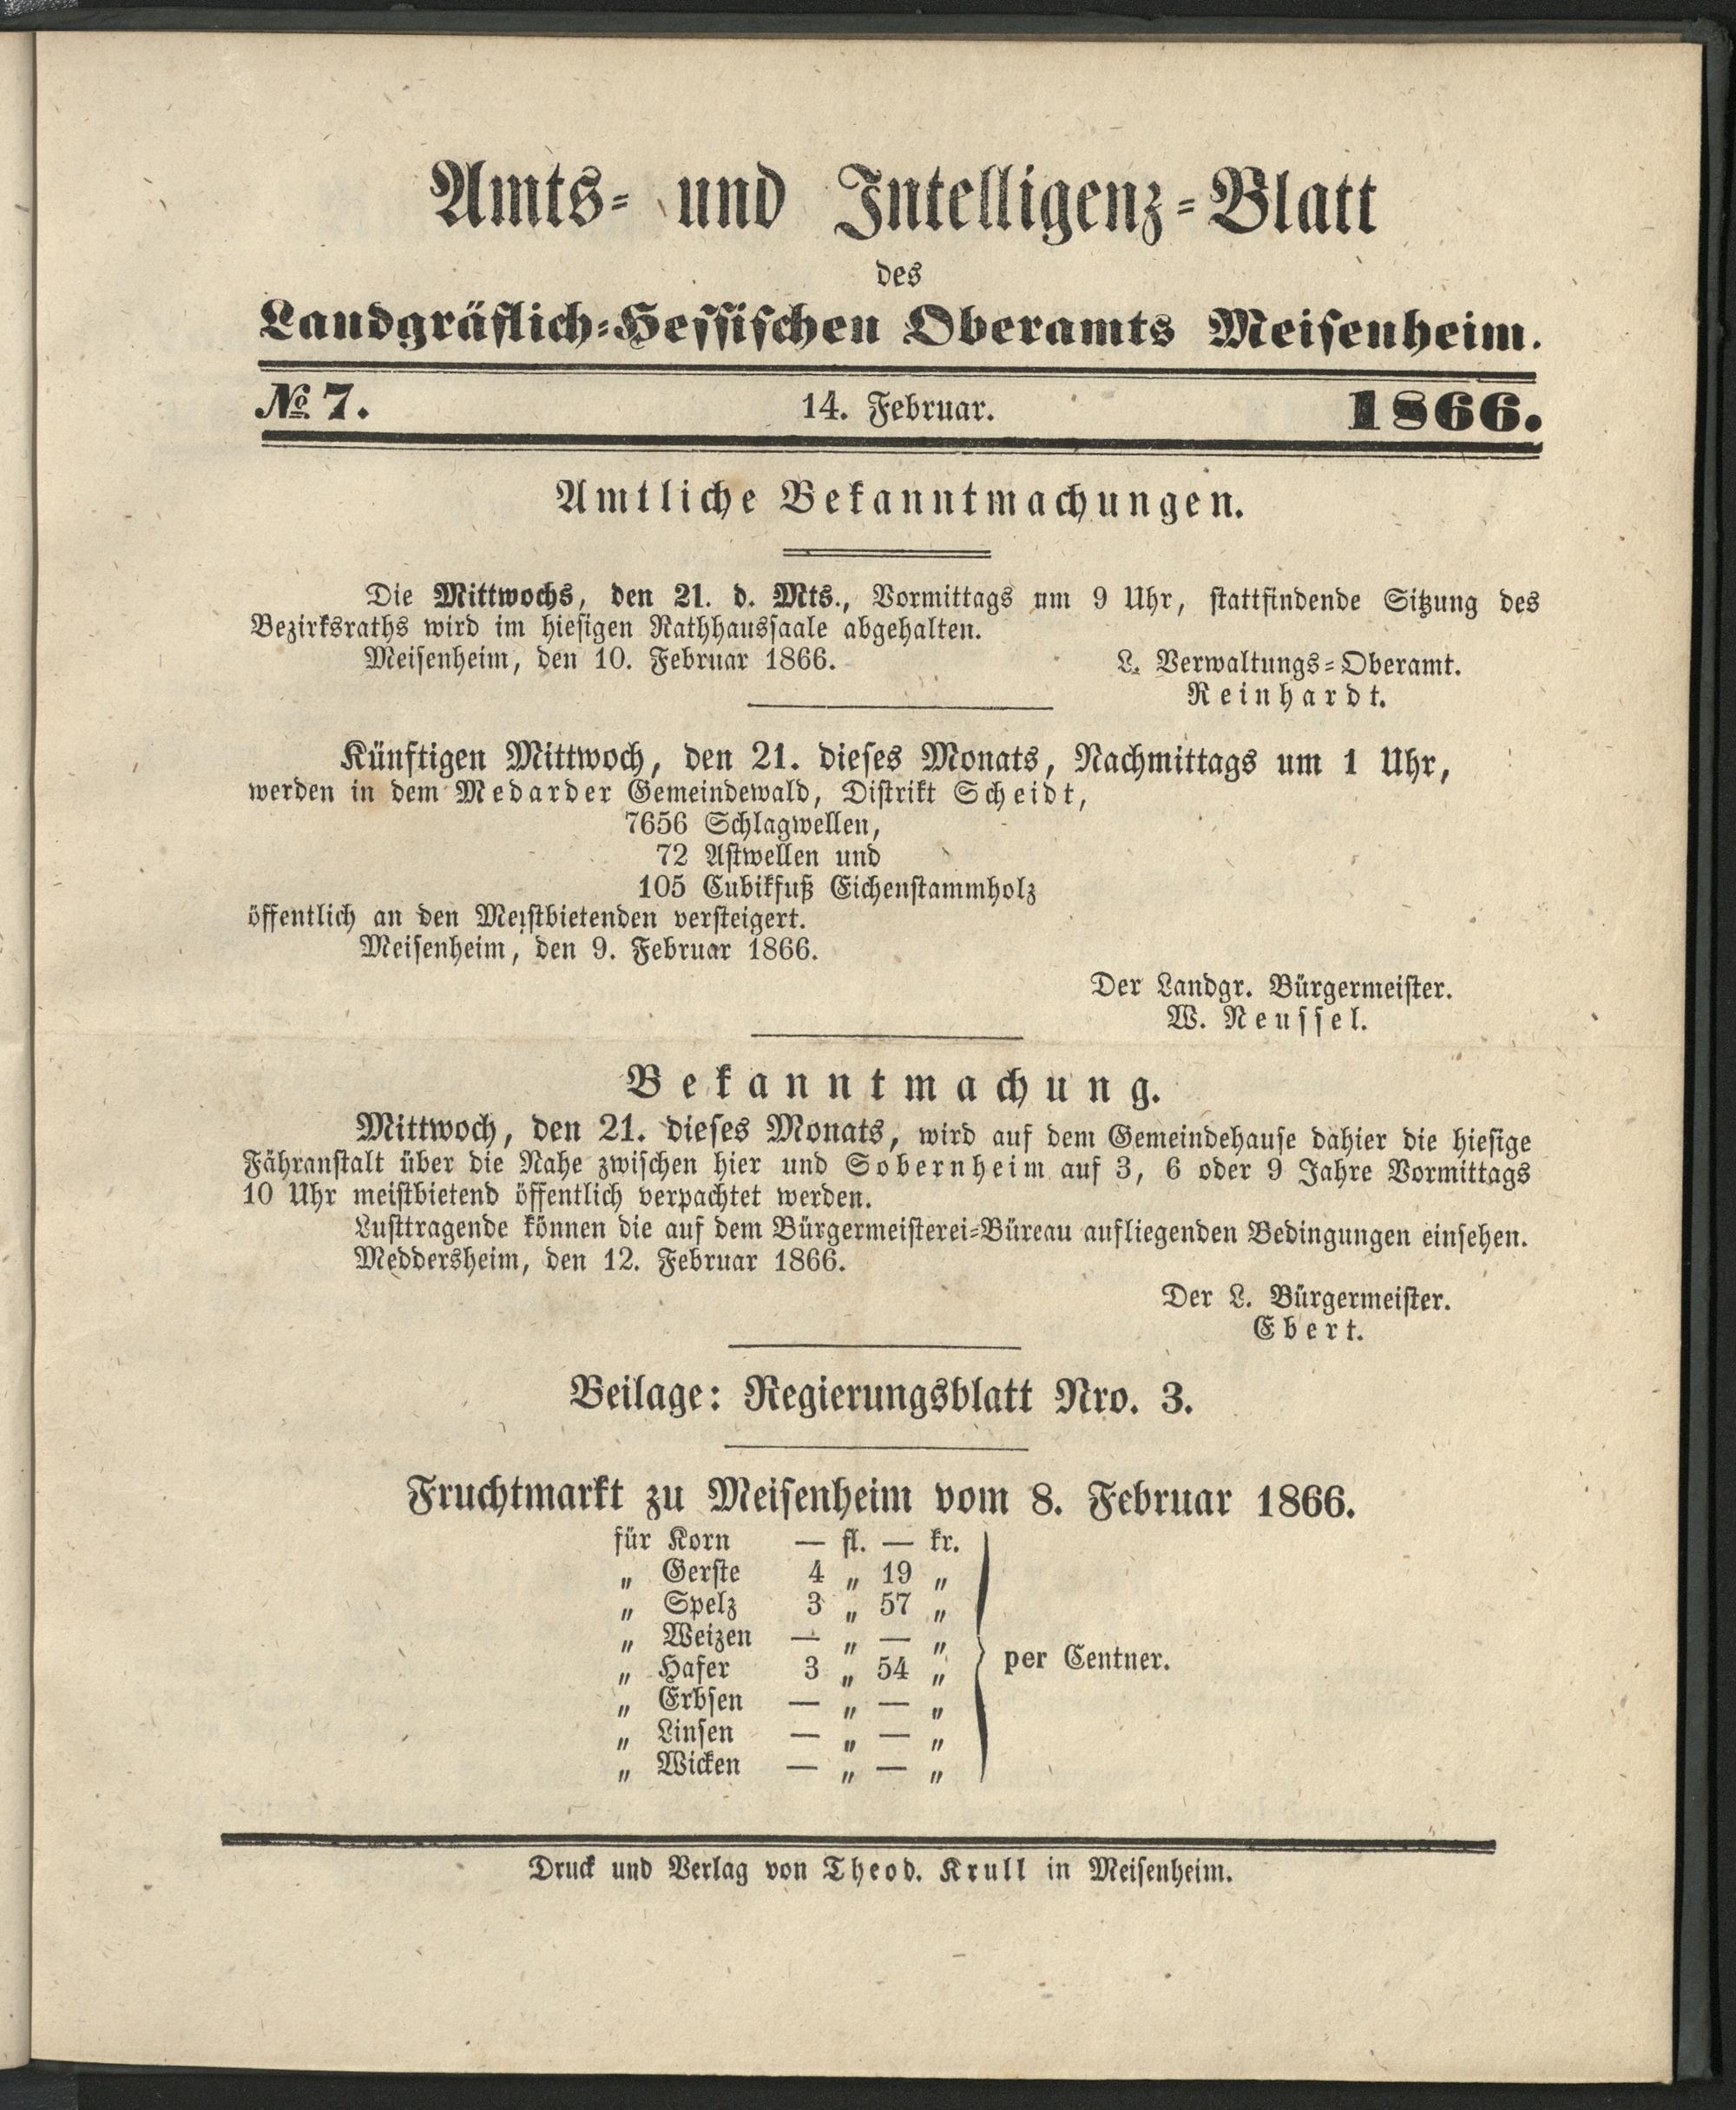 Amts- und Intelligenz-Blatt
des
Landgräflich-Hessischen Oberamts Meisenheim.
№ 7. 14. Februar. 1866.
Amtliche Bekanntmachungen.
Die Mittwochs, den 21. d. Mts., Vormittags um 9 Uhr, stattfindende Sitzung des
Bezirksraths wird im hiesigen Rathhaussaale abgehalten.
Meisenheim, den 10. Februar 1866. L. Verwaltungs-Oberamt.
Reinhardt.
Künftigen Mittwoch, den 21. dieses Monats, Nachmittags um 1 Uhr,
werden in dem Medarder Gemeindewald, Distrikt Scheidt,
7656 Schlagwellen,
72 Astwellen und
105 Cubikfuß Eichenstammholz
öffentlich an den Meistbietenden versteigert.
Meisenheim, den 9. Februar 1866.
Der Landgr. Bürgermeister.
W. Neussel.
Bekanntmachung.
Mittwoch, den 21. dieses Monats, wird auf dem Gemeindehause dahier die hiesige
Fähranstalt über die Nahe zwischen hier und Sobernheim auf 3, 6 oder 9 Jahre Vormittags
10 Uhr meistbietend öffentlich verpachtet werden.
Lusttragende können die auf dem Bürgermeisterei-Büreau aufliegenden Bedingungen einsehen.
Meddersheim, den 12. Februar 1866.
Der L. Bürgermeister.
Ebert.
Beilage: Regierungsblatt Nro. 3.
Fruchtmarkt zu Meisenheim vom 8. Februar 1866.
für Korn — fl. — kr.
„ Gerste 4 „ 19 „
„ Spelz 3 „ 57 „
„ Weizen — „ — „
per Centner.
„ Hafer 3 „ 54 „
„ Erbsen — „ — „
„ Linsen — „ — „
„ Wicken — „ — „
Druck und Verlag von Theod. Krull in Meisenheim.